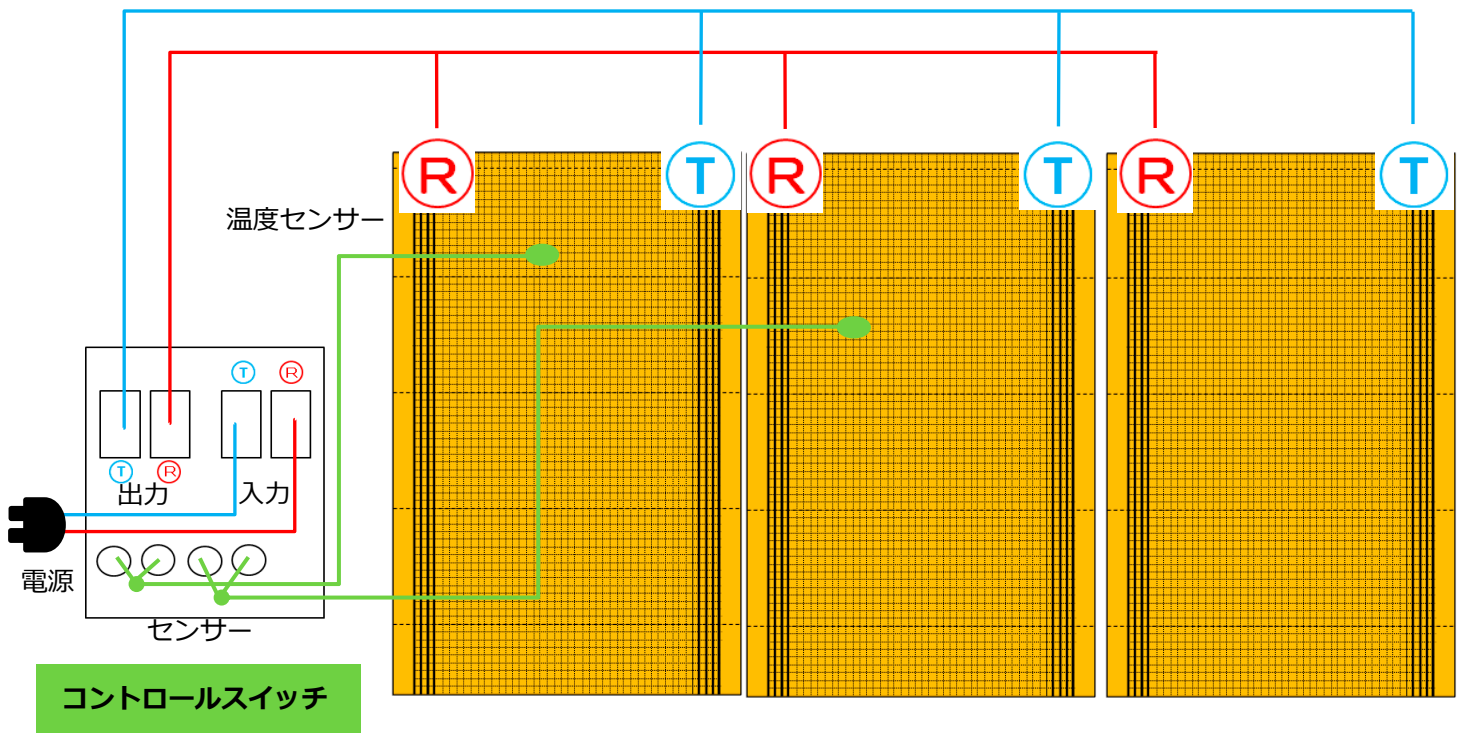 Ⓡ Ⓣ Ⓡ Ⓣ Ⓡ Ⓣ
温度センサー
Ⓣ Ⓡ
Ⓣ Ⓡ
出力 入力
電源
センサー
コントロールスイッチ